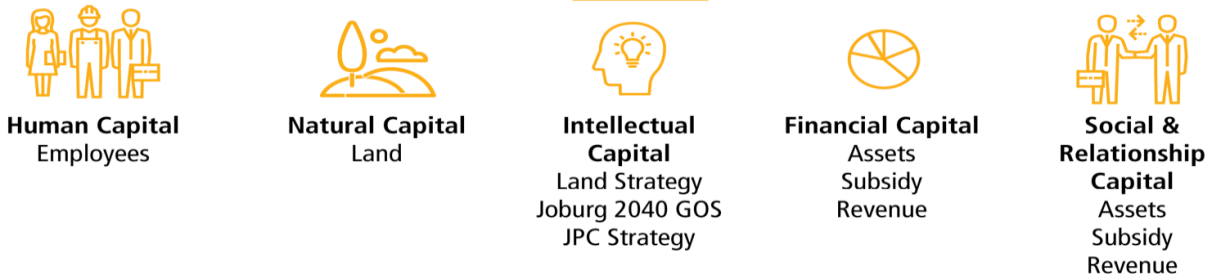 Human Capital
Employees
Natural Capital
Land
Intellectual
Capital
Land Strategy
Joburg 2040 GOS
JPC Strategy
Financial Capital
Assets
Subsidy
Revenue
Social &
Relationship
Capital
Assets
Subsidy
Revenue